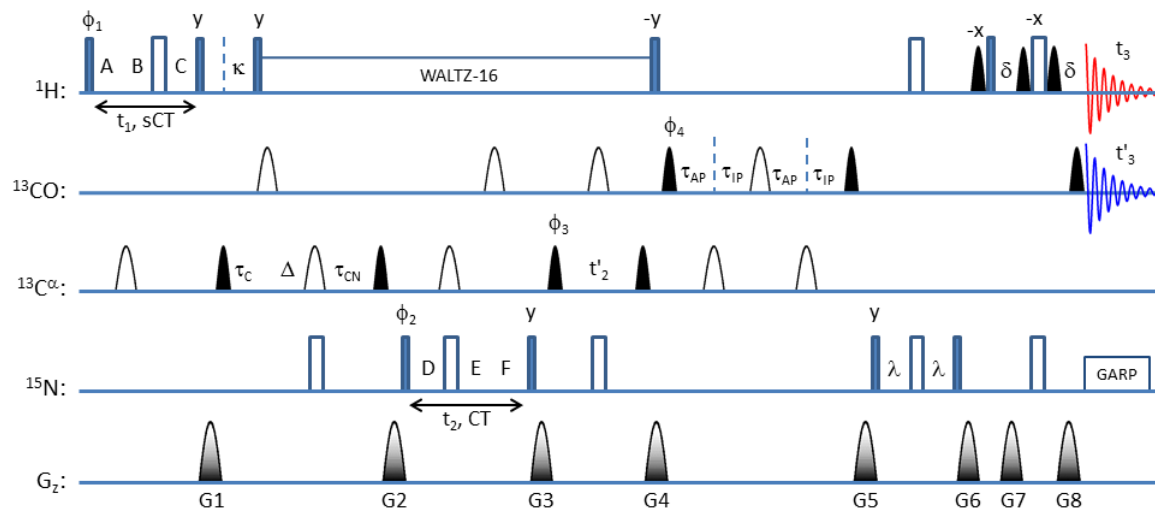 ϕ1 y y -y -x -x
A B C κ WALTZ-16 δ δ t3
1H:
t1, sCT
ϕ4 t'3
13CO: τAP τIP τAP τIP
ϕ3
13Cα: τC Δ τCN t'2
ϕ2 y y
D E F λ λ
15N: GARP
t2, CT
Gz:
G1 G2 G3 G4 G5 G6 G7 G8